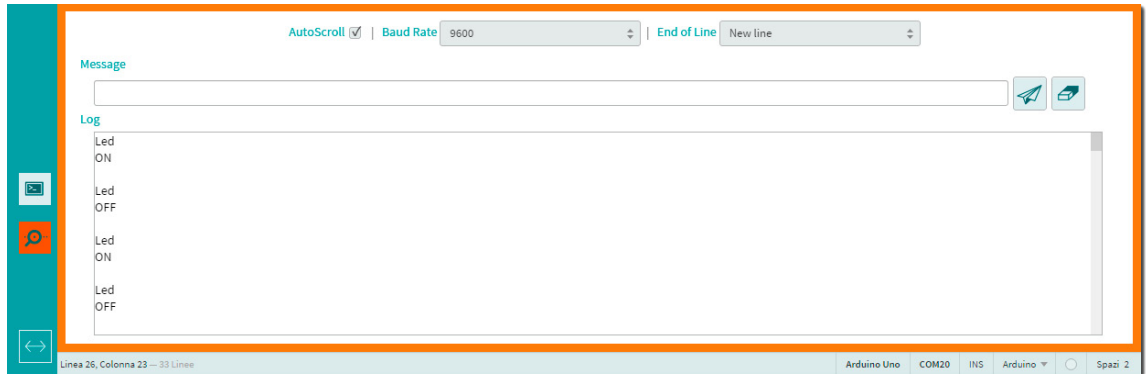 AutoScroll | Baud Rate 9600 | End of Line New line
Message
Log
Led
ON
Led
OFF
Led
ON
Led
OFF
Linea 26, Colonna 23 — 33 Linee Arduino Uno COM20 INS Arduino Spazi 2